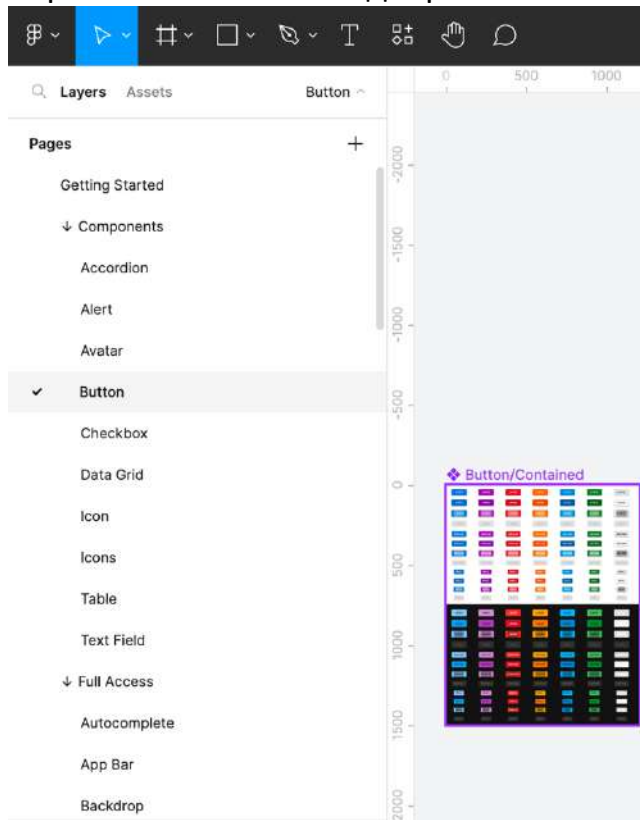 Layers Assets Button
0 500 1000
Pages
Getting Started
↓ Components
Accordion
Alert
Avatar
Button
Checkbox
Data Grid
Icon
Icons
Table
Text Field
↓ Full Access
Autocomplete
App Bar
Backdrop
-2000
-1500
-1000
-500
0
500
1000
1500
2000
Button/Contained